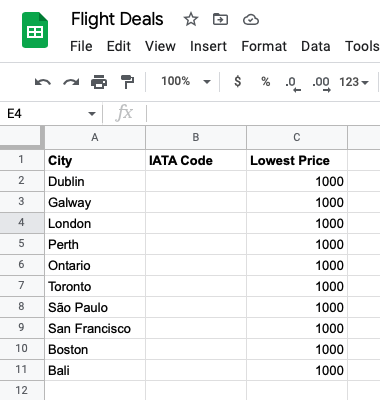 Flight Deals
File Edit View Insert Format Data Tools
100% $ % .0 .00 123
E4 fx
A B C
1 City IATA Code Lowest Price
2 Dublin 1000
3 Galway 1000
4 London 1000
5 Perth 1000
6 Ontario 1000
7 Toronto 1000
8 São Paulo 1000
9 San Francisco 1000
10 Boston 1000
11 Bali 1000
12